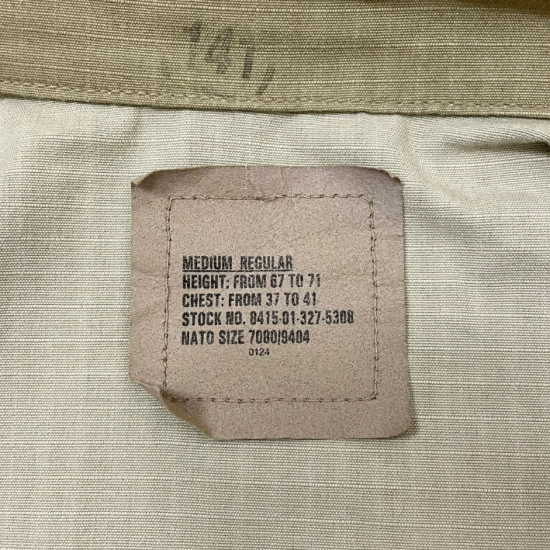 141,
MEDIUM REGULAR
HEIGHT: FROM 67 TO 71
CHEST: FROM 37 TO 41
STOCK NO. 8415-01-327-5308
NATO SIZE 7080/9404
0124